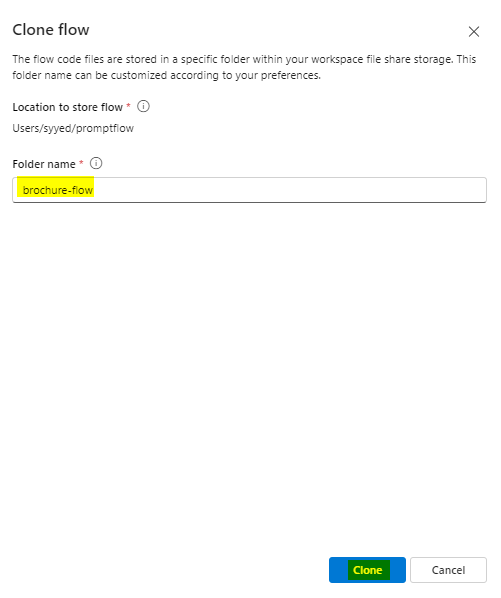 Clone flow
The flow code files are stored in a specific folder within your workspace file share storage. This
folder name can be customized according to your preferences.
Location to store flow *
Users/syyed/promptflow
Folder name *
brochure-flow
Clone Cancel